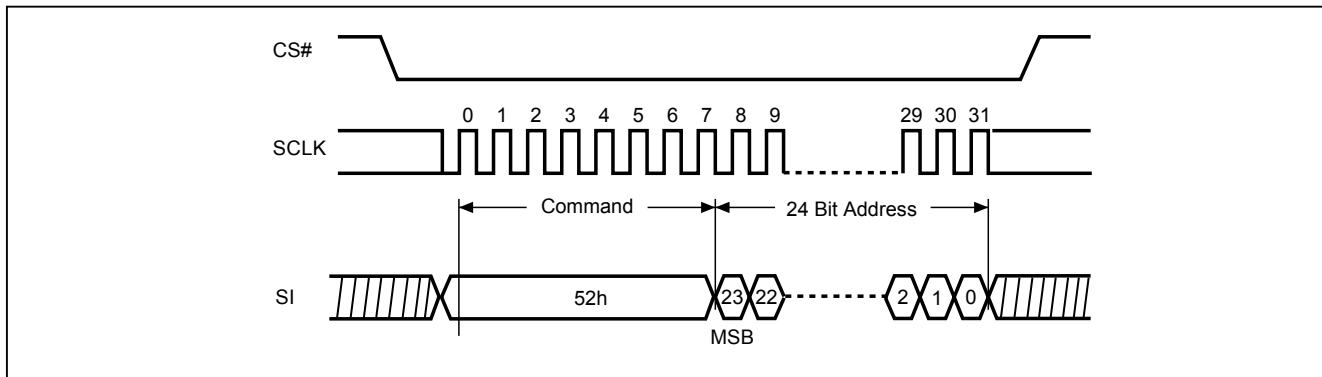 CS#
0 1 2 3 4 5 6 7 8 9 29 30 31
SCLK
Command 24 Bit Address
SI 52h 23 22 2 1 0
MSB